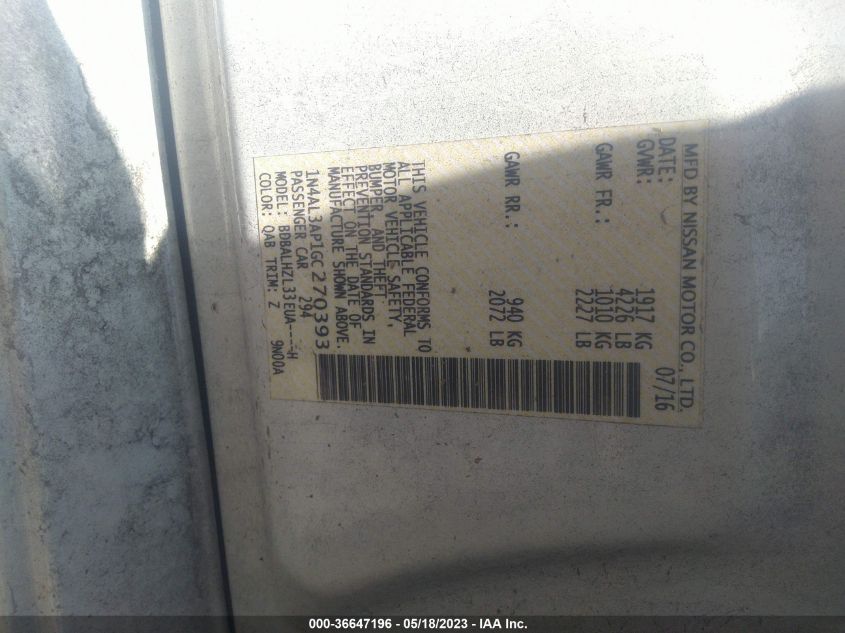 MFD BY NISSAN MOTOR CO., LTD.
DATE: 07/16
GVWR: 1917 KG
4226 LB
GAWR FR.: 1010 KG
2227 LB
GAWR RR.: 940 KG
2072 LB
THIS VEHICLE CONFORMS TO
ALL APPLICABLE FEDERAL
MOTOR VEHICLE SAFETY,
BUMPER, AND THEFT
PREVENTION STANDARDS IN
EFFECT ON THE DATE OF
MANUFACTURE SHOWN ABOVE.
1N4AL3AP1GC270393
PASSENGER CAR 294
MODEL: BDBALHZL33EUA----H
COLOR: QAB TRIM: Z 9N00A
000-36647196 - 05/18/2023 - IAA Inc.